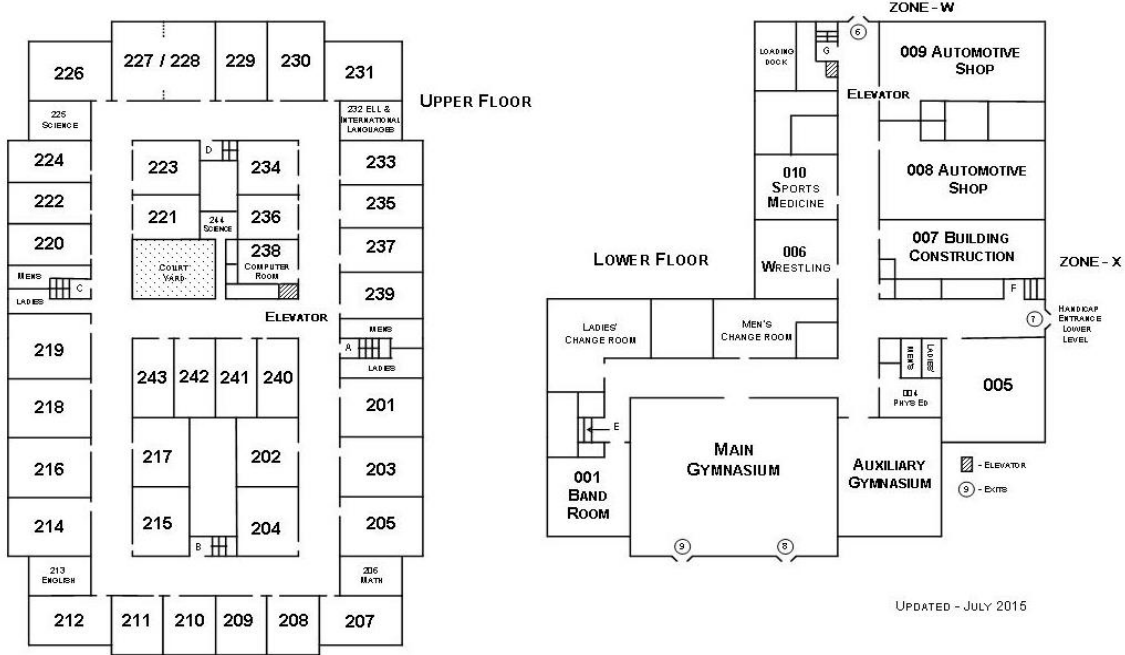 227 / 228
229
230
226
231
UPPER FLOOR
225
SCIENCE
232 ELL &
INTERNATIONAL
LANGUAGES
224
223
D
234
233
222
221
244
SCIENCE
236
235
220
COURT
YARD
238
COMPUTER
ROOM
237
MENS
C
LADIES
239
ELEVATOR
MENS
A
LADIES
219
243
242
241
240
218
201
216
217
202
203
214
215
204
205
B
213
ENGLISH
206
MATH
212
211
210
209
208
207
ZONE - W
6
LOADING
DOCK
G
009 AUTOMOTIVE
SHOP
ELEVATOR
010
SPORTS
MEDICINE
008 AUTOMOTIVE
SHOP
LOWER FLOOR
006
WRESTLING
007 BUILDING
CONSTRUCTION
ZONE - X
F
7
HANDICAP
ENTRANCE
LOWER
LEVEL
LADIES'
CHANGE ROOM
MEN'S
CHANGE ROOM
MEN'S
LADIES'
004
PHYS ED
005
E
MAIN
GYMNASIUM
AUXILIARY
GYMNASIUM
001
BAND
ROOM
- ELEVATOR
9 - EXITS
9
8
UPDATED - JULY 2015